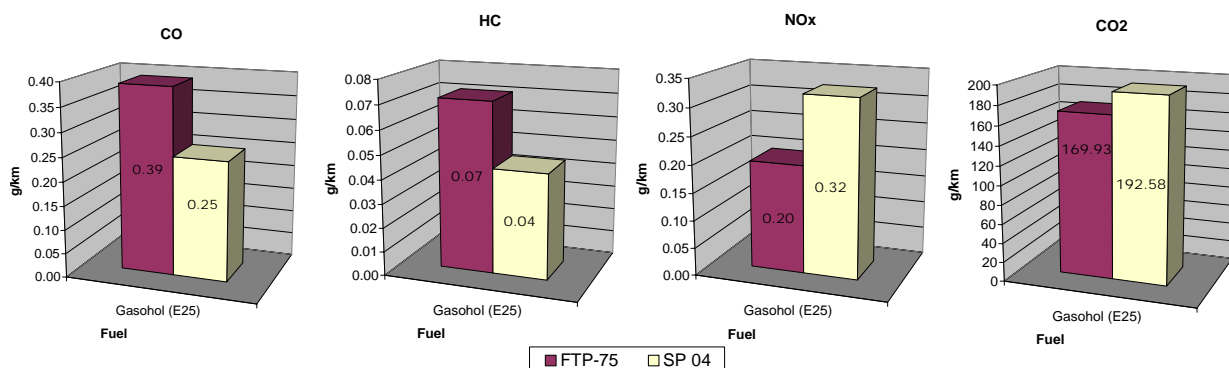 CO
g/km
0.40
0.35
0.30
0.25
0.20
0.15
0.10
0.05
0.00
0.39
0.25
Gasohol (E25)
Fuel
HC
g/km
0.08
0.07
0.06
0.05
0.04
0.03
0.02
0.01
0.00
0.07
0.04
Gasohol (E25)
Fuel
NOx
g/km
0.35
0.30
0.25
0.20
0.15
0.10
0.05
0.00
0.20
0.32
Gasohol (E25)
Fuel
CO2
g/km
200
180
160
140
120
100
80
60
40
20
0
169.93
192.58
Gasohol (E25)
Fuel
FTP-75 SP 04